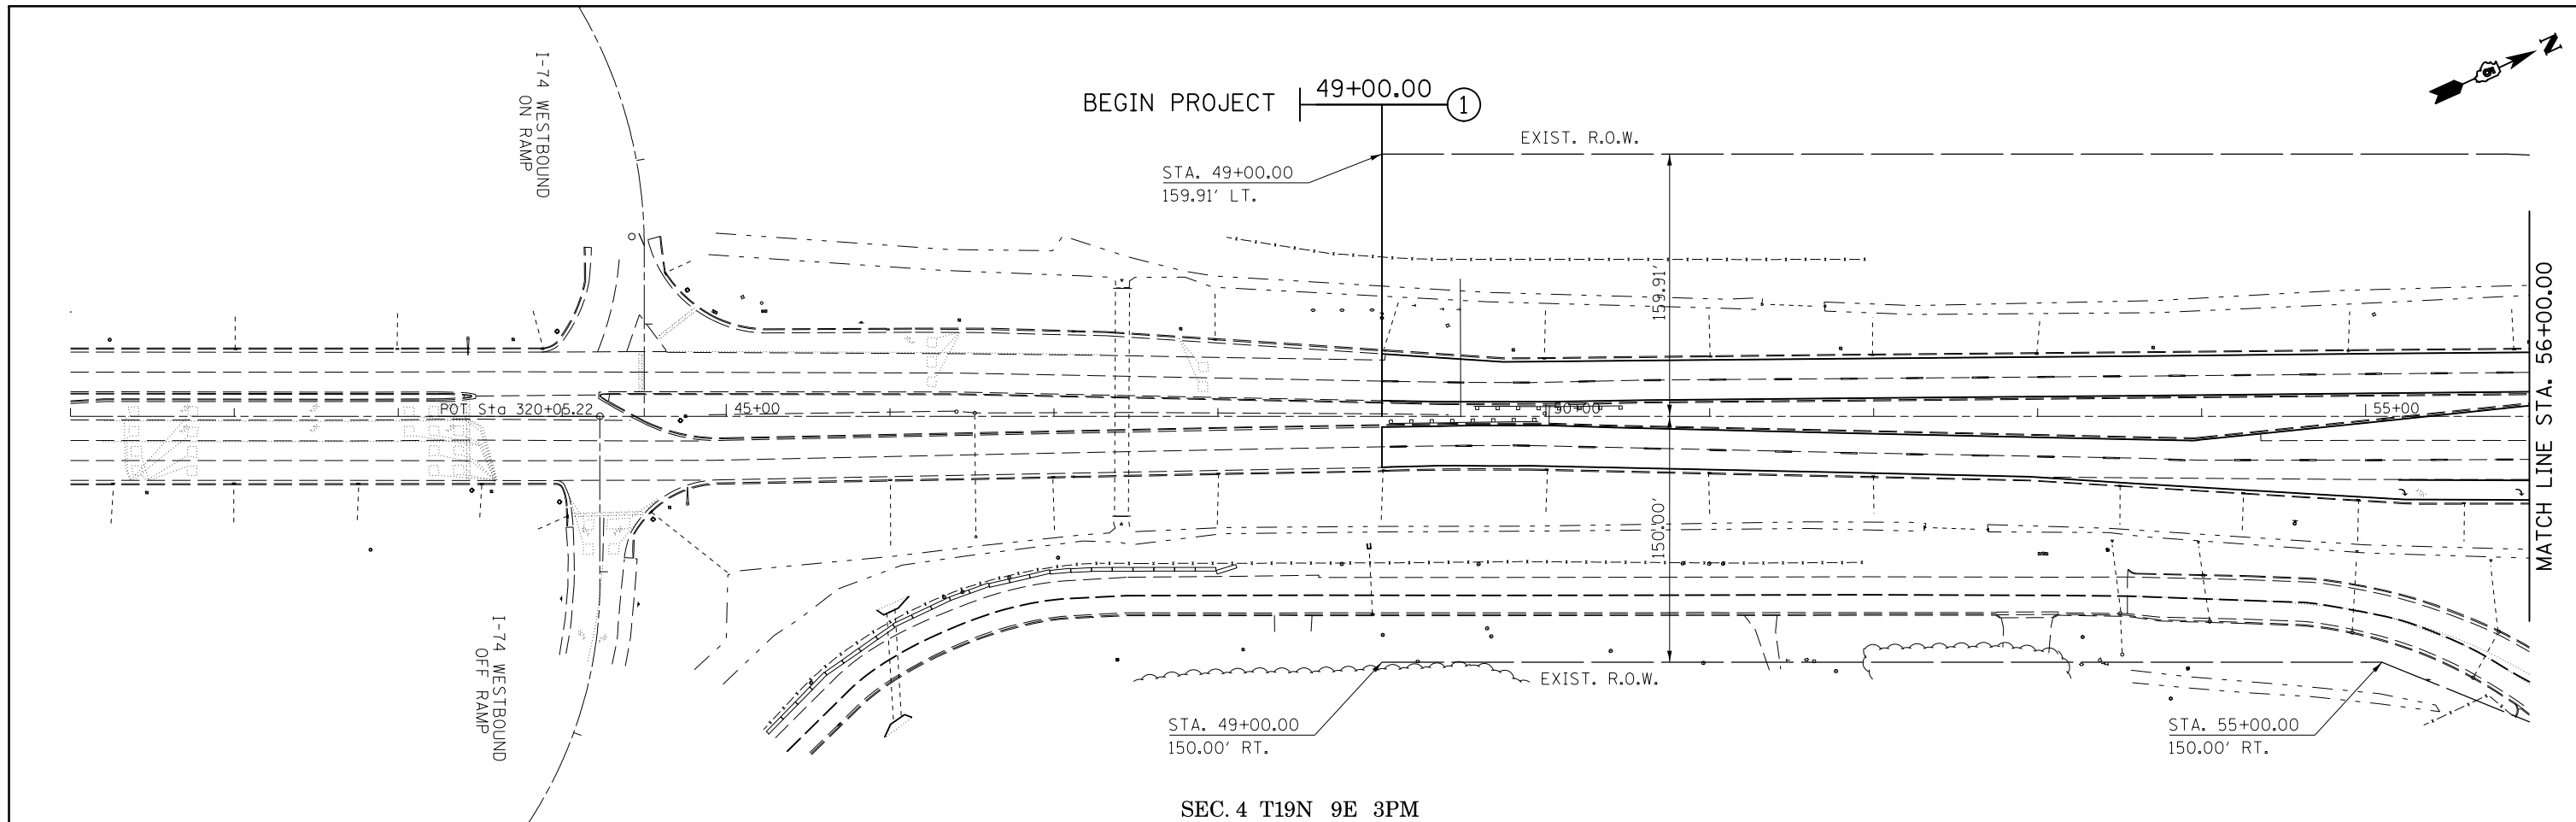 I-74 WESTBOUND
ON RAMP
BEGIN PROJECT
49+00.00
1
N
EXIST. R.O.W.
STA. 49+00.00
159.91' LT.
159.91'
MATCH LINE STA. 56+00.00
POT Sta 320+05.22
45+00
50+00
55+00
150.00'
I-74 WESTBOUND
OFF RAMP
EXIST. R.O.W.
STA. 49+00.00
150.00' RT.
STA. 55+00.00
150.00' RT.
SEC. 4 T19N 9E 3PM